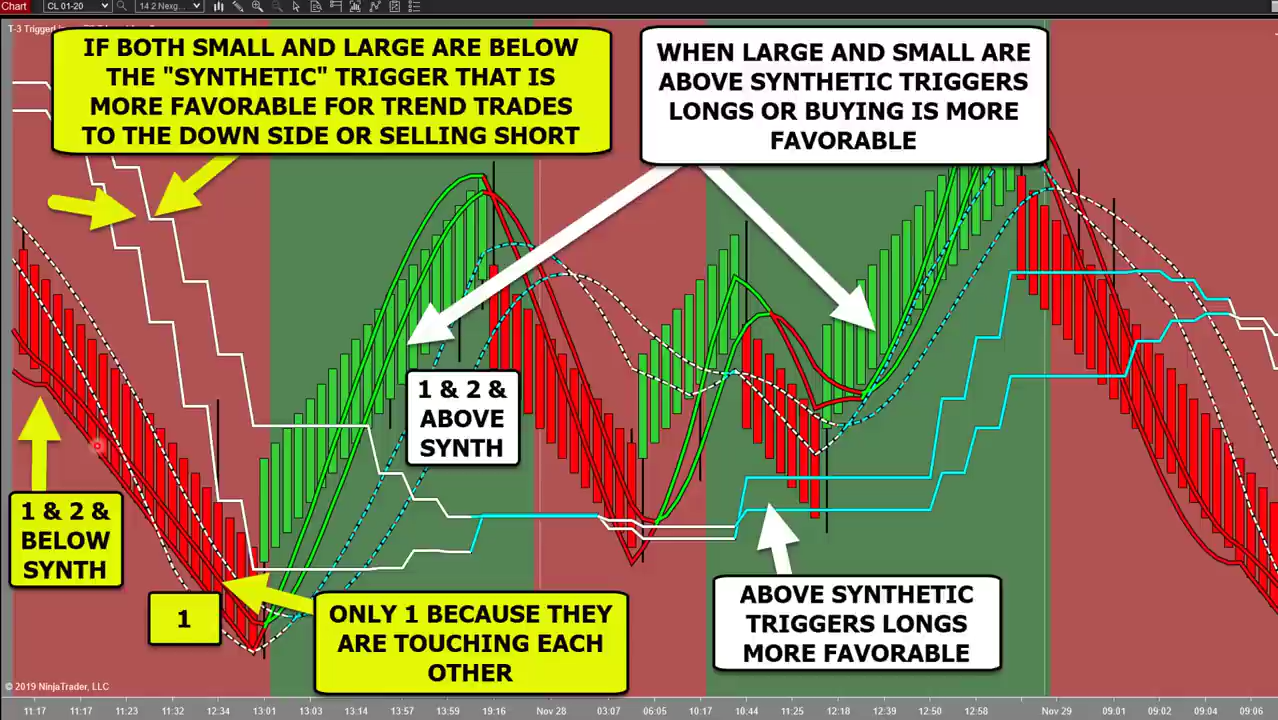 Chart
CL 01-20
T-3 Trigger
IF BOTH SMALL AND LARGE ARE BELOW
THE "SYNTHETIC" TRIGGER THAT IS
MORE FAVORABLE FOR TREND TRADES
TO THE DOWN SIDE OR SELLING SHORT
WHEN LARGE AND SMALL ARE
ABOVE SYNTHETIC TRIGGERS
LONGS OR BUYING IS MORE
FAVORABLE
1 & 2 &
ABOVE
SYNTH
1 & 2 &
BELOW
SYNTH
1
ONLY 1 BECAUSE THEY
ARE TOUCHING EACH
OTHER
ABOVE SYNTHETIC
TRIGGERS LONGS
MORE FAVORABLE
© 2019 NinjaTrader, LLC
11:17 11:17 11:23 11:32 12:34 13:01 13:03 13:14 13:57 13:59 19:16 Nov 28 03:07 06:05 10:17 10:44 11:25 12:18 12:39 12:50 12:58 Nov 29 09:01 09:02 09:04 09:06